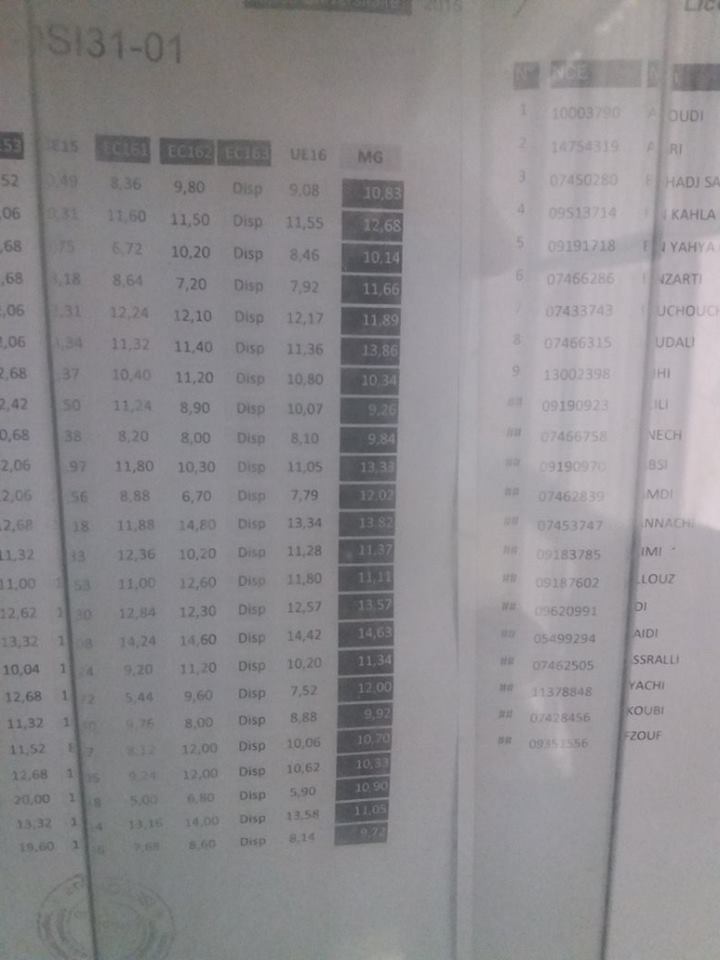 2016
OSI31-01
153 UE15 EC161 EC162 EC163 UE16 MG
52 0,49 8,36 9,80 Disp 9,08 10,83
,06 0,31 11,60 11,50 Disp 11,55 12,68
,68 75 6,72 10,20 Disp 8,46 10,14
,68 ,18 8,64 7,20 Disp 7,92 11,66
,06 ,31 12,24 12,10 Disp 12,17 11,89
,06 ,34 11,32 11,40 Disp 11,36 13,86
2,68 ,37 10,40 11,20 Disp 10,80 10,34
2,42 50 11,24 8,90 Disp 10,07 9,26
0,68 38 8,20 8,00 Disp 8,10 9,84
2,06 ,97 11,80 10,30 Disp 11,05 13,33
2,06 56 8,88 6,70 Disp 7,79 12,02
12,68 18 11,88 14,80 Disp 13,34 13,82
11,32 33 12,36 10,20 Disp 11,28 11,37
11,00 1 53 11,00 12,60 Disp 11,80 11,11
12,62 1 30 12,84 12,30 Disp 12,57 13,57
13,32 1 08 14,24 14,60 Disp 14,42 14,63
10,04 1 4 9,20 11,20 Disp 10,20 11,34
12,68 1 2 5,44 9,60 Disp 7,52 12,00
11,32 1 9,76 8,00 Disp 8,88 9,92
11,52 8 7 8,12 12,00 Disp 10,06 10,70
12,68 1 5 9,24 12,00 Disp 10,62 10,33
20,00 1 8 5,00 6,80 Disp 5,90 10,90
13,32 1 4 13,16 14,00 Disp 13,58 11,05
19,60 1 6 7,68 8,60 Disp 8,14 9,72
Lic
N° NCE
1 10003790 A OUDI
2 14754319 A RI
3 07450280 HADJ SA
4 09513714 N KAHLA
5 09191718 N YAHYA
6 07466286 NZARTI
7 07433743 UCHOUCH
8 07466315 UDALI
9 13002398 HI
## 09190923 ILI
## 07466758 NECH
## 09190970 BSI
## 07462839 MDI
## 07453747 NNACHI
## 09183785 IMI
## 09187602 LLOUZ
## 09620991 DI
## 05499294 AIDI
## 07462505 SSRALLI
## 11378848 YACHI
## 07428456 KOUBI
## 09351556 FZOUF